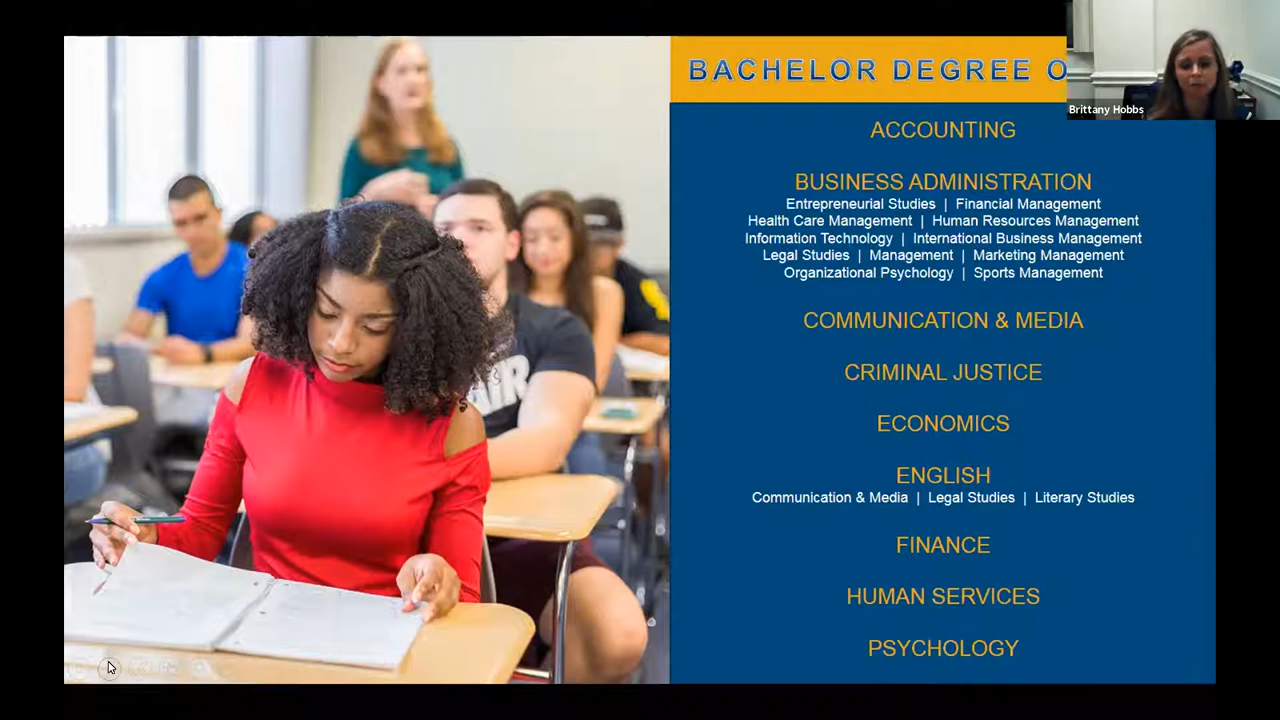 BACHELOR DEGREE O
Brittany Hobbs
ACCOUNTING
BUSINESS ADMINISTRATION
Entrepreneurial Studies | Financial Management
Health Care Management | Human Resources Management
Information Technology | International Business Management
Legal Studies | Management | Marketing Management
Organizational Psychology | Sports Management
COMMUNICATION & MEDIA
CRIMINAL JUSTICE
ECONOMICS
ENGLISH
Communication & Media | Legal Studies | Literary Studies
FINANCE
HUMAN SERVICES
PSYCHOLOGY